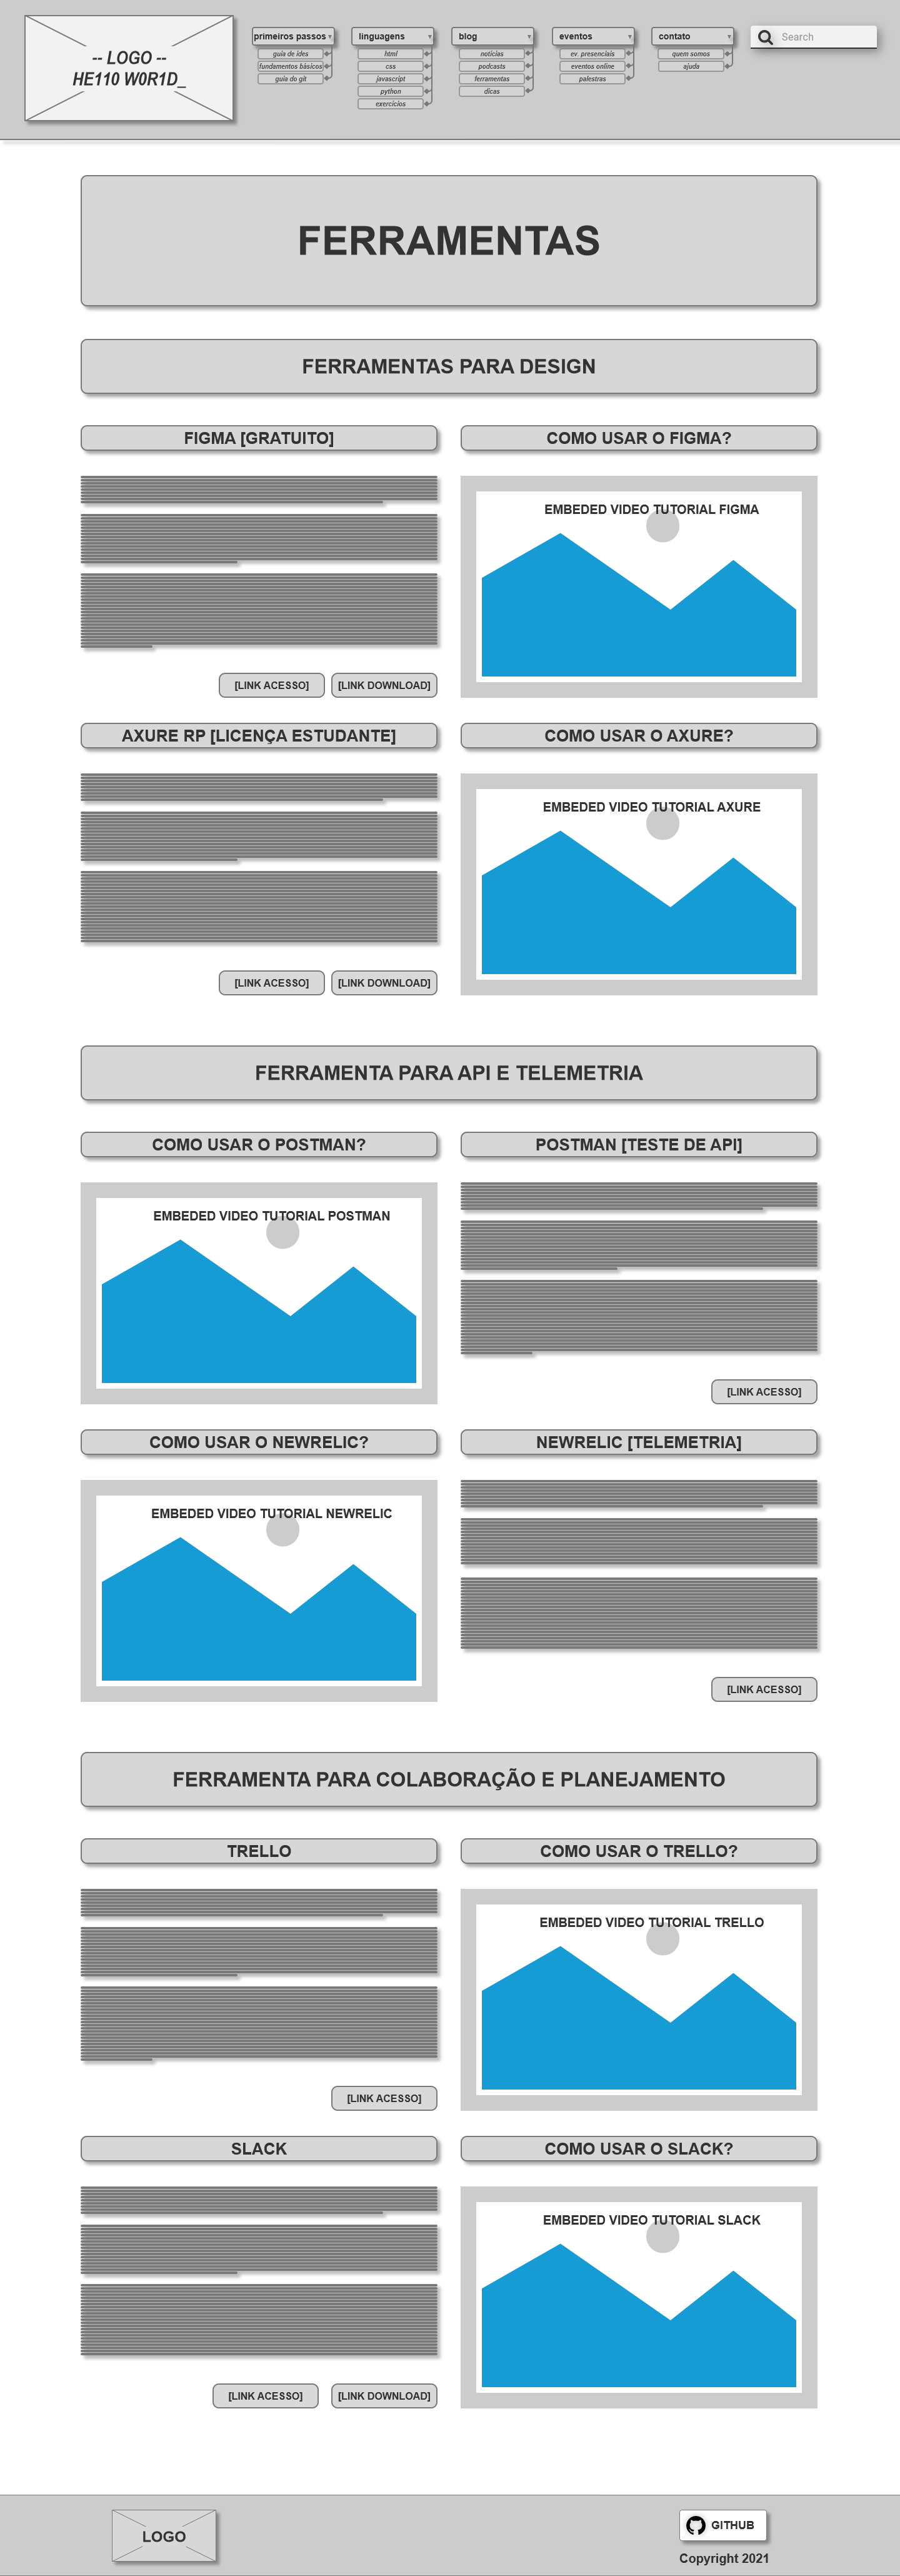 -- LOGO --
HE110 W0R1D_
primeiros passos
guia de ides
fundamentos básicos
guia do git
linguagens
html
css
javascript
python
exercicios
blog
noticias
podcasts
ferramentas
dicas
eventos
ev. presenciais
eventos online
palestras
contato
quem somos
ajuda
Search
FERRAMENTAS
FERRAMENTAS PARA DESIGN
FIGMA [GRATUITO]
COMO USAR O FIGMA?
EMBEDED VIDEO TUTORIAL FIGMA
[LINK ACESSO]
[LINK DOWNLOAD]
AXURE RP [LICENÇA ESTUDANTE]
COMO USAR O AXURE?
EMBEDED VIDEO TUTORIAL AXURE
[LINK ACESSO]
[LINK DOWNLOAD]
FERRAMENTA PARA API E TELEMETRIA
COMO USAR O POSTMAN?
POSTMAN [TESTE DE API]
EMBEDED VIDEO TUTORIAL POSTMAN
[LINK ACESSO]
COMO USAR O NEWRELIC?
NEWRELIC [TELEMETRIA]
EMBEDED VIDEO TUTORIAL NEWRELIC
[LINK ACESSO]
FERRAMENTA PARA COLABORAÇÃO E PLANEJAMENTO
TRELLO
COMO USAR O TRELLO?
EMBEDED VIDEO TUTORIAL TRELLO
[LINK ACESSO]
SLACK
COMO USAR O SLACK?
EMBEDED VIDEO TUTORIAL SLACK
[LINK ACESSO]
[LINK DOWNLOAD]
LOGO
GITHUB
Copyright 2021